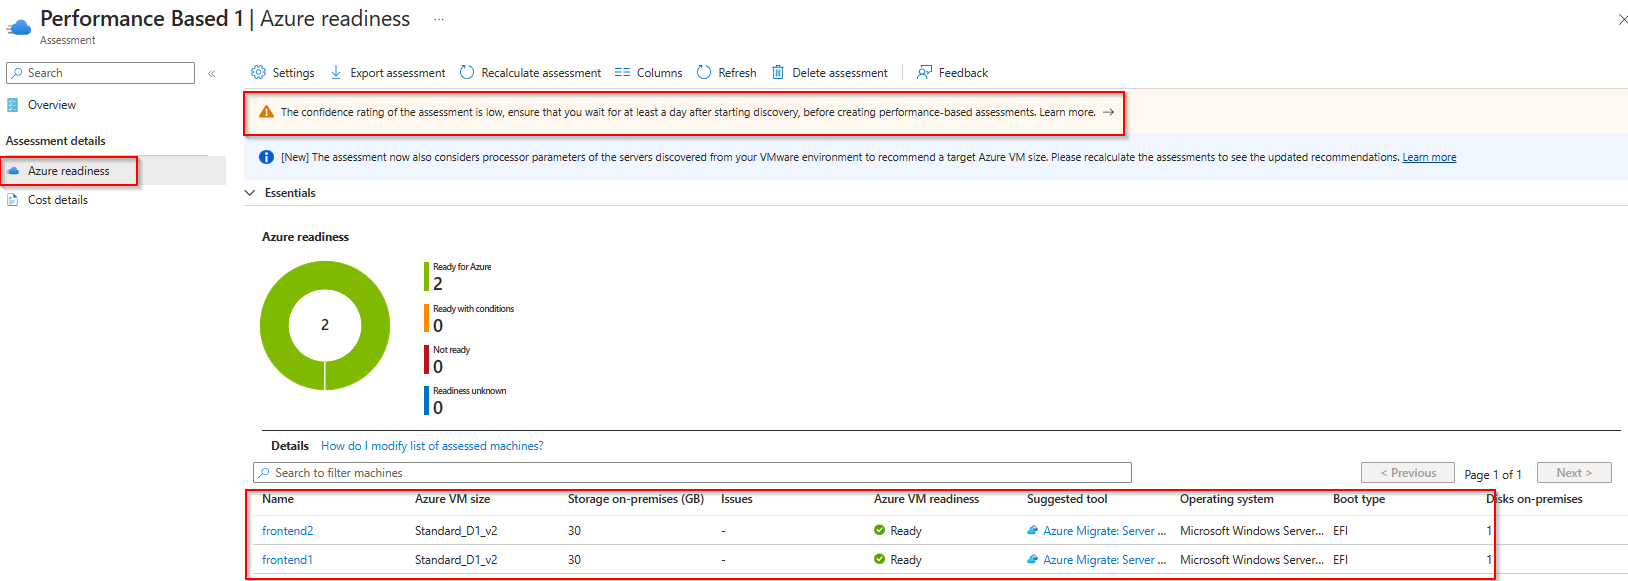 Performance Based 1 | Azure readiness ...
Assessment
Search
«
Overview
Assessment details
Azure readiness
Cost details
Settings Export assessment Recalculate assessment Columns Refresh Delete assessment Feedback
The confidence rating of the assessment is low, ensure that you wait for at least a day after starting discovery, before creating performance-based assessments. Learn more. →
[New] The assessment now also considers processor parameters of the servers discovered from your VMware environment to recommend a target Azure VM size. Please recalculate the assessments to see the updated recommendations. Learn more
Essentials
Azure readiness
2
Ready for Azure
2
Ready with conditions
0
Not ready
0
Readiness unknown
0
Details How do I modify list of assessed machines?
Search to filter machines
< Previous Page 1 of 1 Next >
Name Azure VM size Storage on-premises (GB) Issues Azure VM readiness Suggested tool Operating system Boot type Disks on-premises
frontend2 Standard_D1_v2 30 - Ready Azure Migrate: Server ... Microsoft Windows Server... EFI 1
frontend1 Standard_D1_v2 30 - Ready Azure Migrate: Server ... Microsoft Windows Server... EFI 1